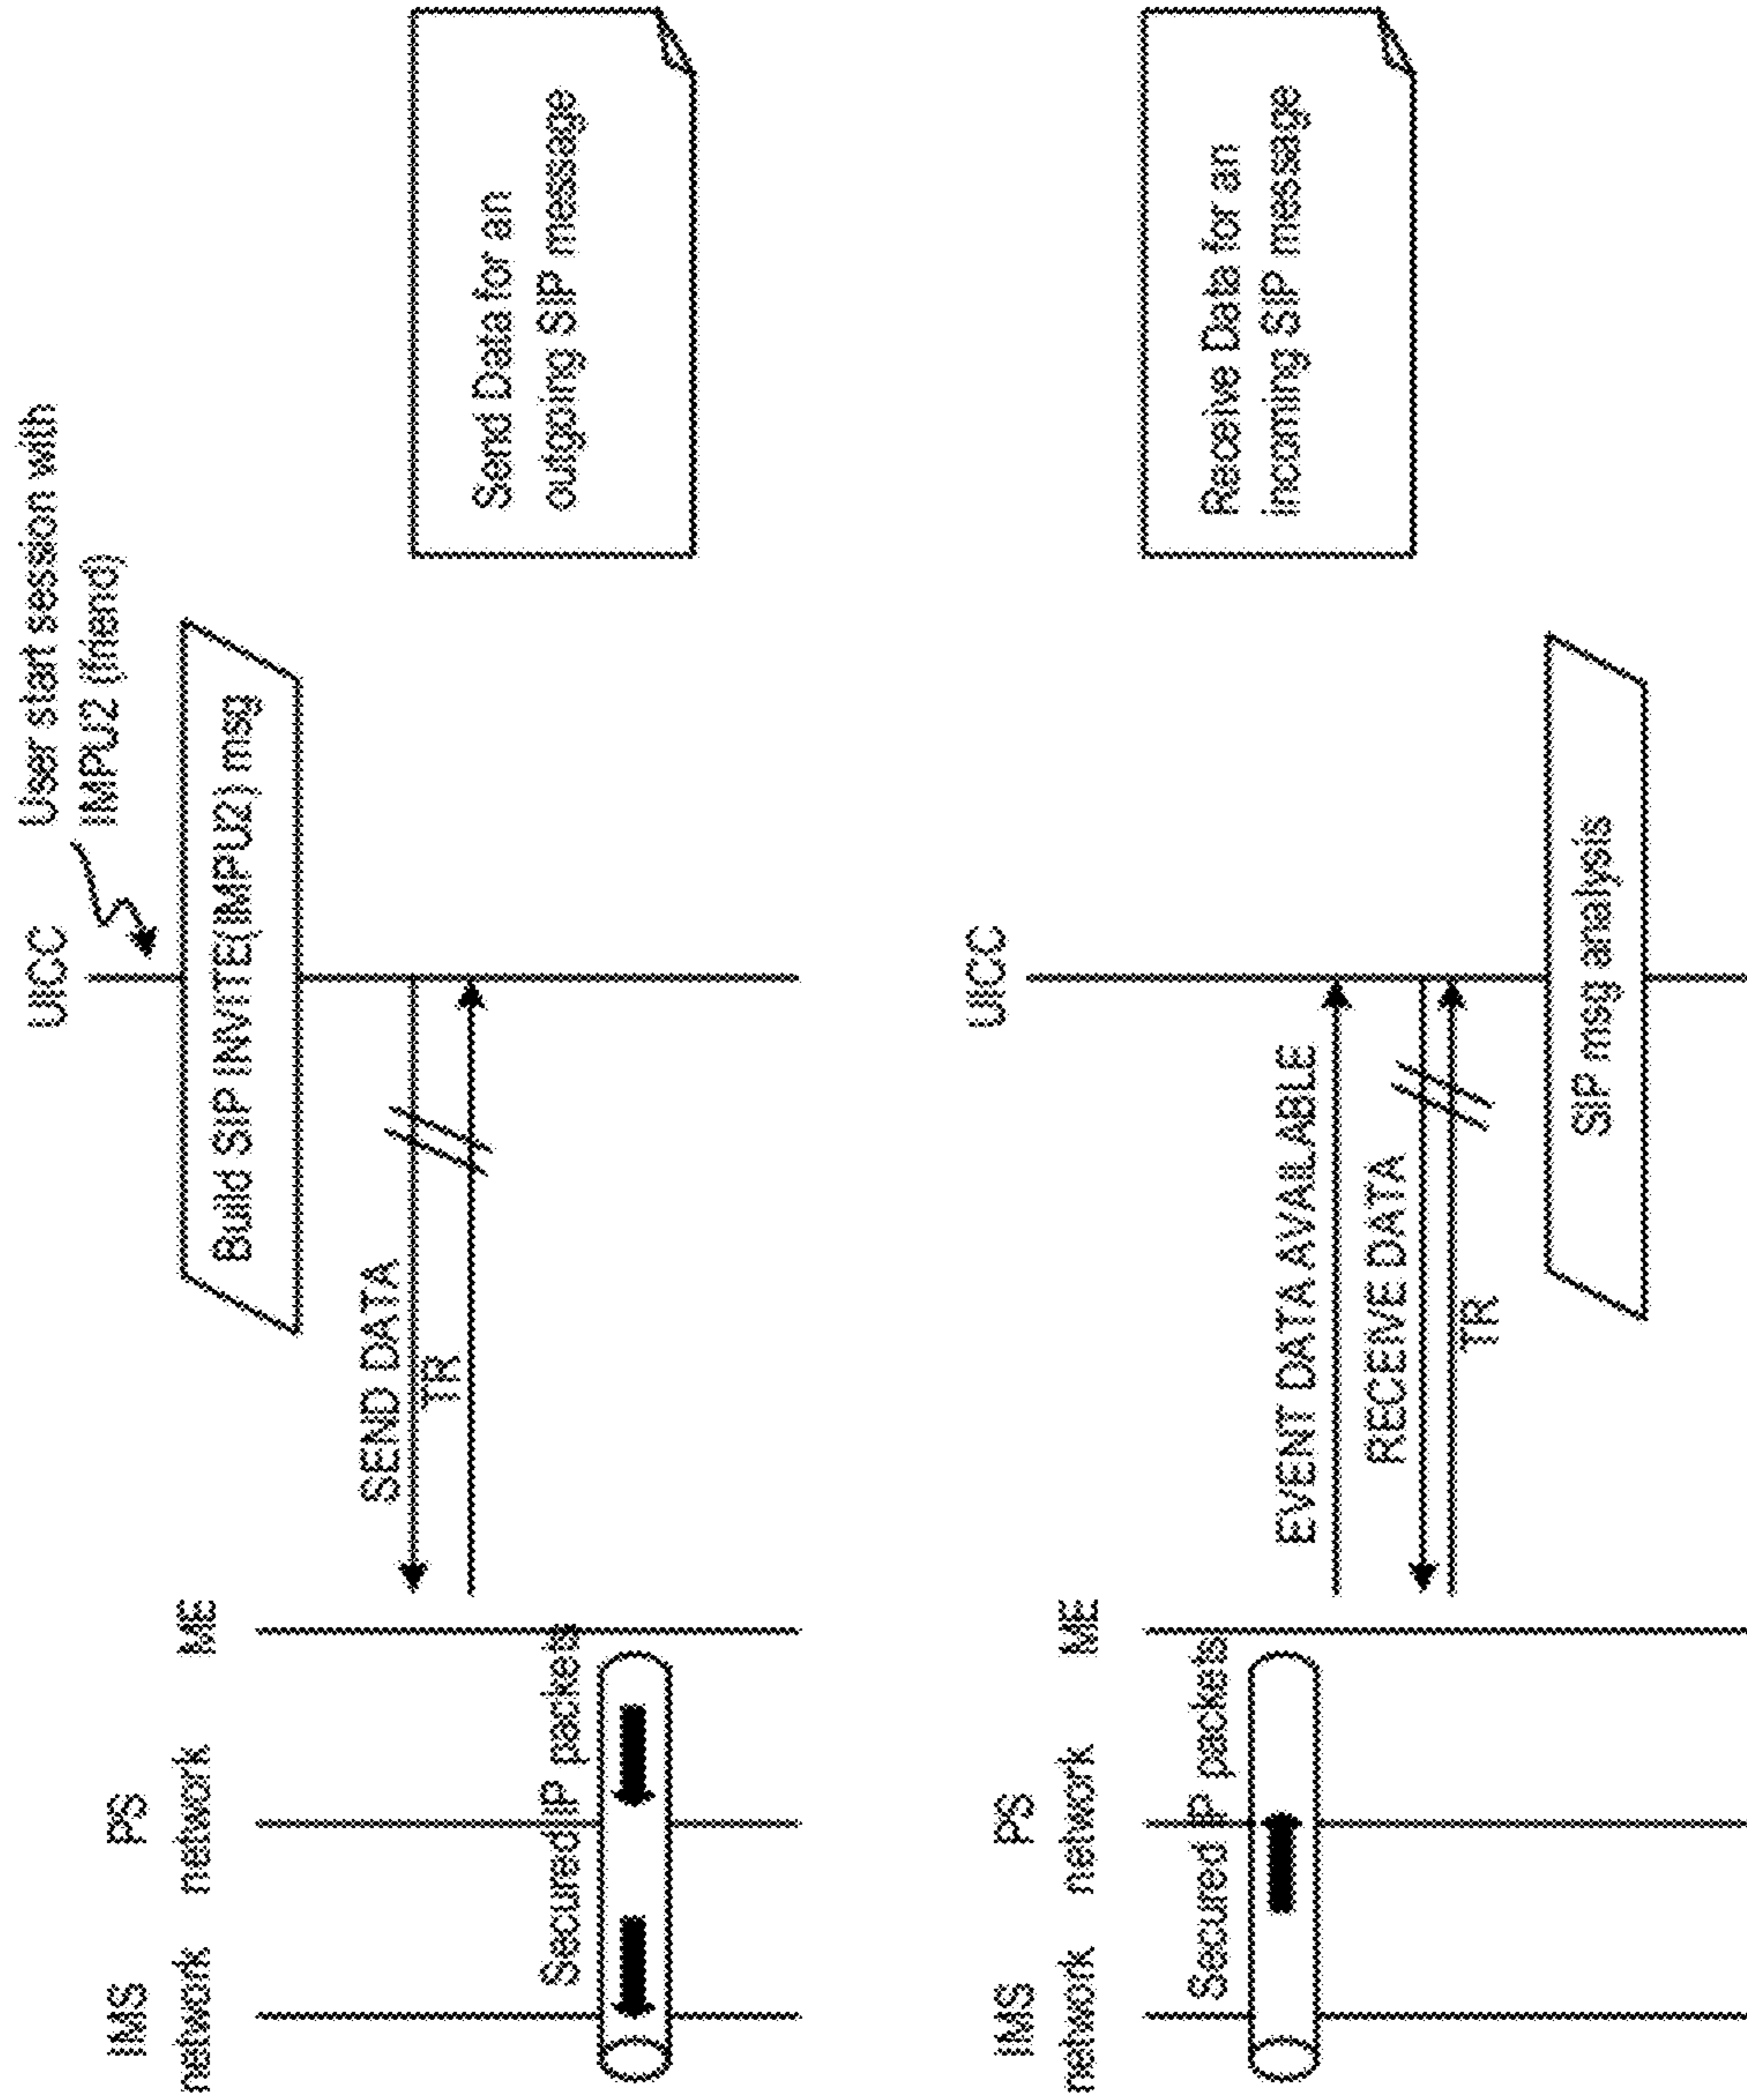 User start session with
IMPU2 (friend)
UICC
Build SIP INVITE(IMPU2) msg
IMS
network
PS
network
ME
SEND DATA
TR
Send Data for an
outgoing SIP message
Secured IP packets
UICC
IMS
network
PS
network
ME
Secured IP packets
EVENT DATA AVAILABLE
RECEIVE DATA
TR
Receive Data for an
incoming SIP message
SIP msg analysis